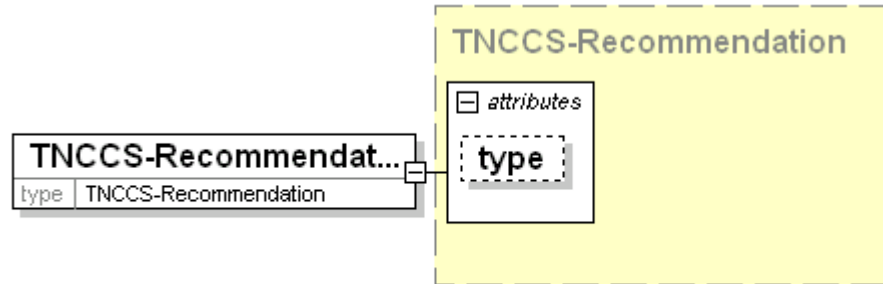 TNCCS-Recommendation
attributes
type
TNCCS-Recommendat...
type TNCCS-Recommendation